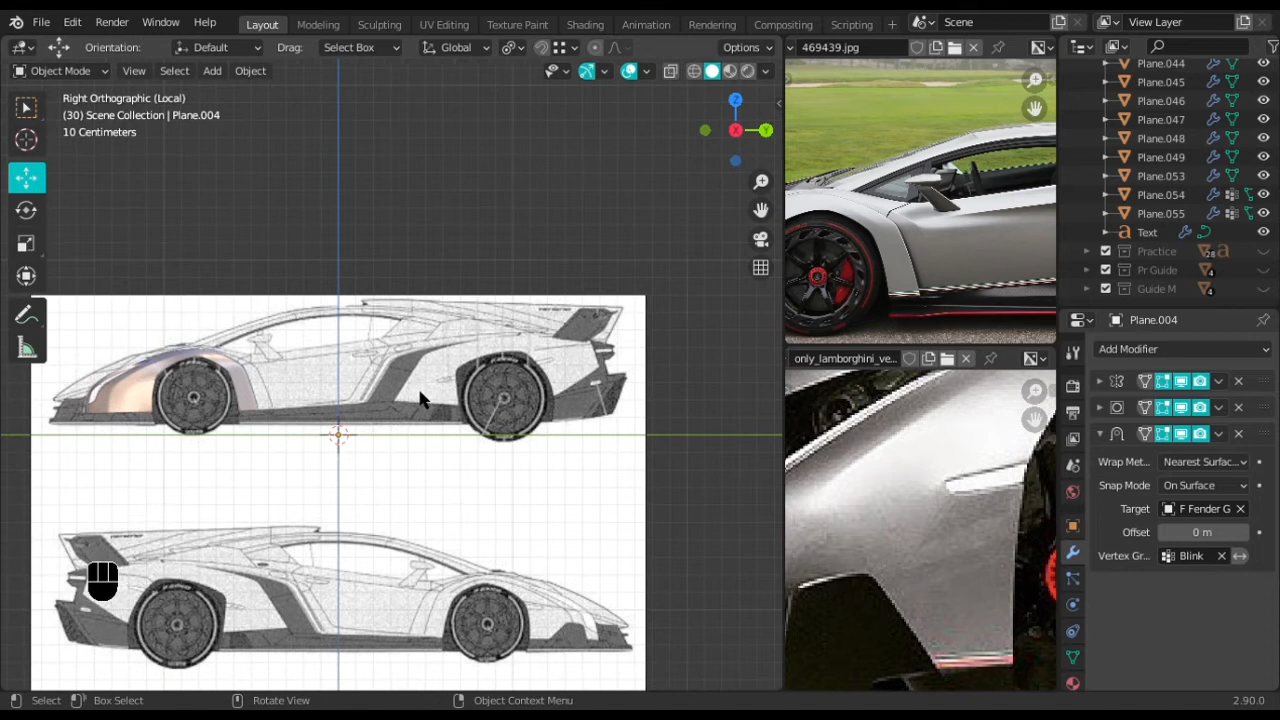 File Edit Render Window Help Layout Modeling Sculpting UV Editing Texture Paint Shading Animation Rendering Compositing Scripting + Scene View Layer
Orientation: Default Drag: Select Box Global Options
Object Mode View Select Add Object
Right Orthographic (Local)
(30) Scene Collection | Plane.004
10 Centimeters
Z
X
Y
469439.jpg
only_lamborghini_ve...
Plane.044
Plane.045
Plane.046
Plane.047
Plane.048
Plane.049
Plane.053
Plane.054
Plane.055
Text
Practice 28
Pr Guide 4
Guide M 4
Plane.004
Add Modifier
Wrap Met... Nearest Surfac...
Snap Mode On Surface
Target F Fender G
Offset 0 m
Vertex Gr... Blink
Select Box Select Rotate View Object Context Menu 2.90.0